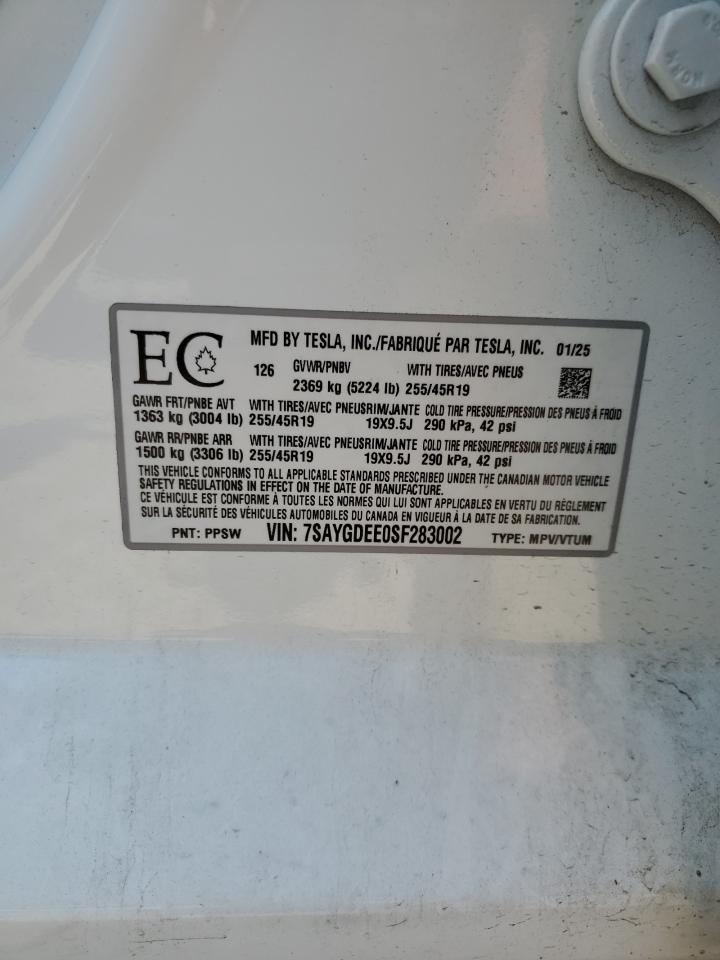 EC
MFD BY TESLA, INC./FABRIQUÉ PAR TESLA, INC. 01/25
126 GVWR/PNBV WITH TIRES/AVEC PNEUS
2369 kg (5224 lb) 255/45R19
GAWR FRT/PNBE AVT WITH TIRES/AVEC PNEUS RIM/JANTE COLD TIRE PRESSURE/PRESSION DES PNEUS À FROID
1363 kg (3004 lb) 255/45R19 19X9.5J 290 kPa, 42 psi
GAWR RR/PNBE ARR WITH TIRES/AVEC PNEUS RIM/JANTE COLD TIRE PRESSURE/PRESSION DES PNEUS À FROID
1500 kg (3306 lb) 255/45R19 19X9.5J 290 kPa, 42 psi
THIS VEHICLE CONFORMS TO ALL APPLICABLE STANDARDS PRESCRIBED UNDER THE CANADIAN MOTOR VEHICLE
SAFETY REGULATIONS IN EFFECT ON THE DATE OF MANUFACTURE.
CE VÉHICULE EST CONFORME À TOUTES LES NORMES QUI LUI SONT APPLICABLES EN VERTU DU RÈGLEMENT
SUR LA SÉCURITÉ DES VÉHICULES AUTOMOBILES DU CANADA EN VIGUEUR À LA DATE DE SA FABRICATION.
PNT: PPSW VIN: 7SAYGDEE0SF283002 TYPE: MPV/VTUM